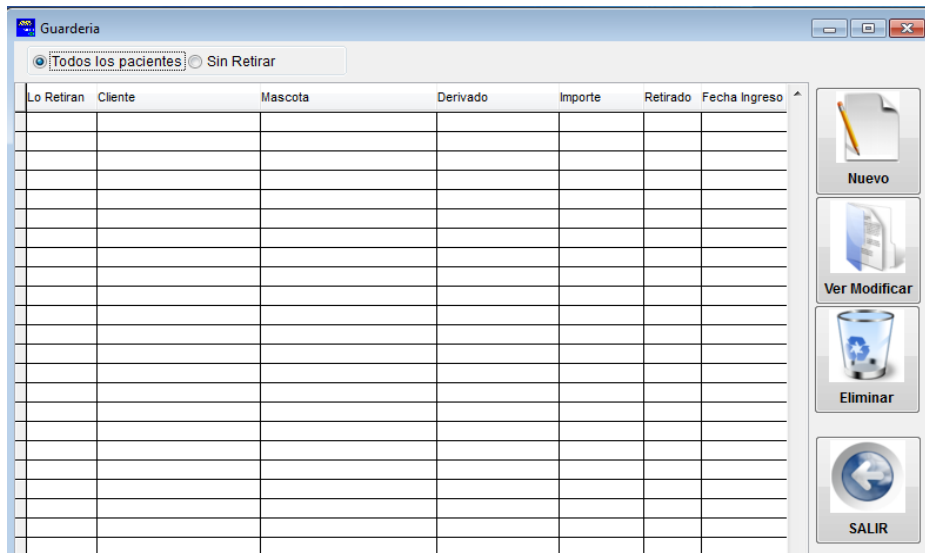 Guarderia
Todos los pacientes Sin Retirar
Lo Retiran Cliente Mascota Derivado Importe Retirado Fecha Ingreso
Nuevo
Ver Modificar
Eliminar
SALIR